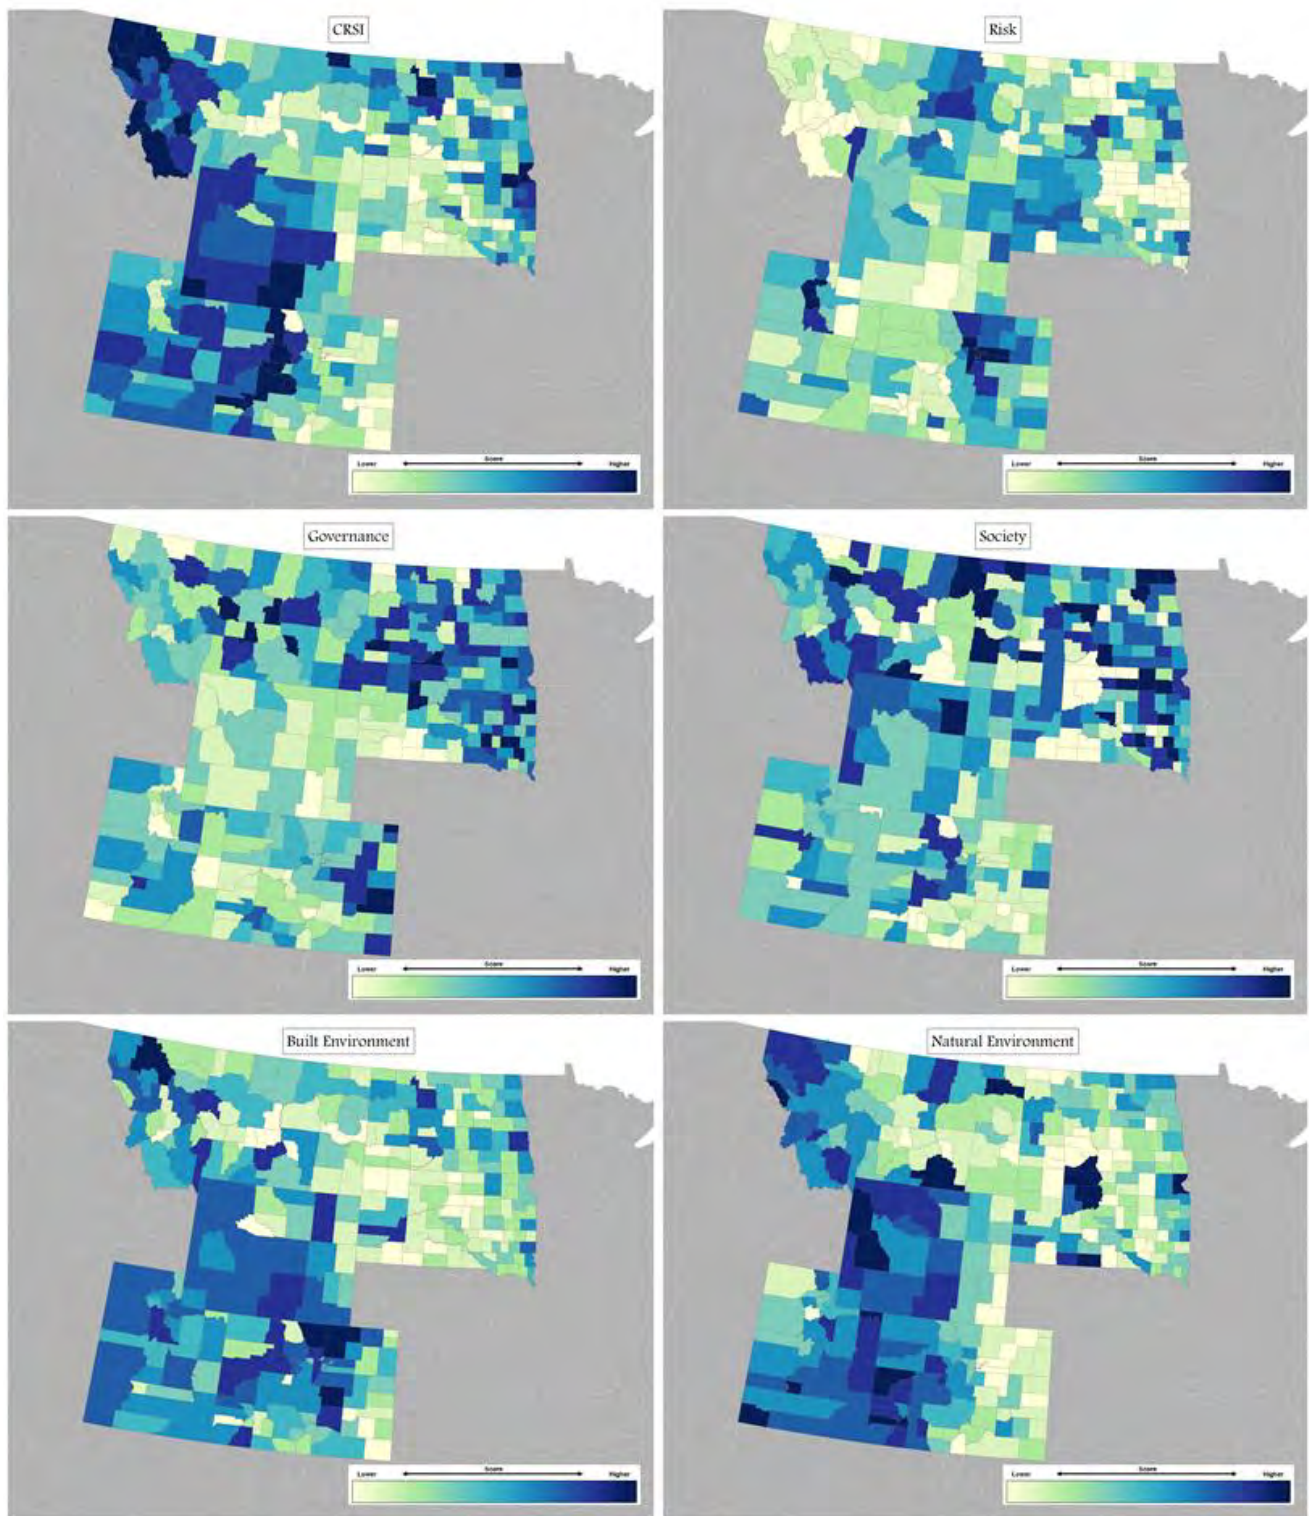 CRSI
Risk
Lower Score Higher
Lower Score Higher
Governance
Society
Lower Score Higher
Lower Score Higher
Built Environment
Natural Environment
Lower Score Higher
Lower Score Higher